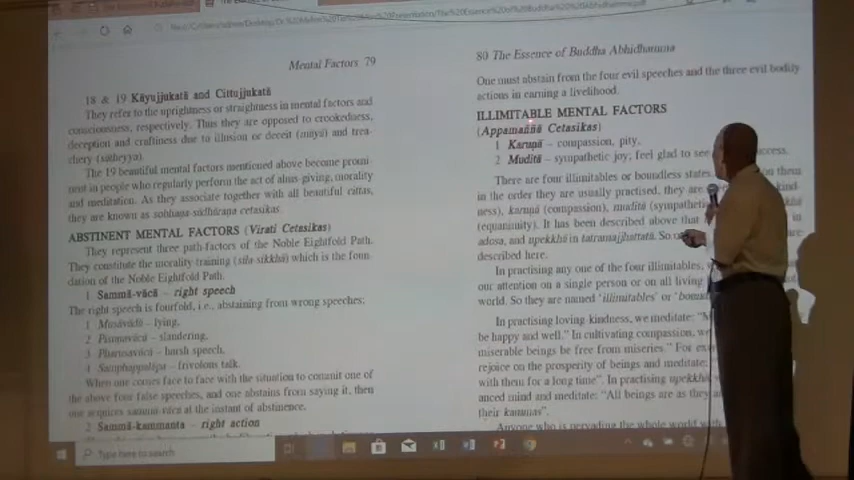 Mental Factors 79
18 & 19 Kāyujjukatā and Cittujjukatā
They refer to the uprightness or straightness in mental factors and
consciousness, respectively. Thus they are opposed to crookedness,
deception and craftiness due to illusion or deceit (māyā) and trea-
chery (sātheyya).
The 19 beautiful mental factors mentioned above become promi-
nent in people who regularly perform the act of alms-giving, morality
and meditation. As they associate together with all beautiful cittas,
they are known as sobhaṇa-sādhāraṇa cetasikas.
ABSTINENT MENTAL FACTORS (Virati Cetasikas)
They represent three path-factors of the Noble Eightfold Path.
They constitute the morality training (sīla-sikkhā) which is the foun-
dation of the Noble Eightfold Path.
1 Sammā-vācā – right speech
The right speech is fourfold, i.e., abstaining from wrong speeches:
1 Musāvādā – lying,
2 Pisunavācā – slandering,
3 Pharusavācā – harsh speech,
4 Samphappalāpa – frivolous talk.
When one comes face to face with the situation to commit one of
the above four false speeches, and one abstains from saying it, then
one acquires sammā-vācā at the instant of abstinence.
2 Sammā-kammanta – right action
80 The Essence of Buddha Abhidhamma
One must abstain from the four evil speeches and the three evil bodily
actions in earning a livelihood.
ILLIMITABLE MENTAL FACTORS
(Appamaññā Cetasikas)
1 Karuṇā – compassion, pity,
2 Muditā – sympathetic joy, feel glad to see success.
There are four illimitables or boundless states. them
in the order they are usually practised, they are kind-
ness), karuṇā (compassion), muditā (sympathetic
(equanimity). It has been described above that in
adosa, and upekkhā in tatramajjhattatā. So are
described here.
In practising any one of the four illimitables,
our attention on a single person or on all living
world. So they are named 'illimitables' or
In practising loving-kindness, we meditate:
be happy and well". In cultivating compassion, we
miserable beings be free from miseries." For
rejoice on the prosperity of beings and meditate:
with them for a long time". In practising upekkhā
anced mind and meditate: "All beings are as they
their kammas".
Anyone who is pervading the whole world
Type here to search